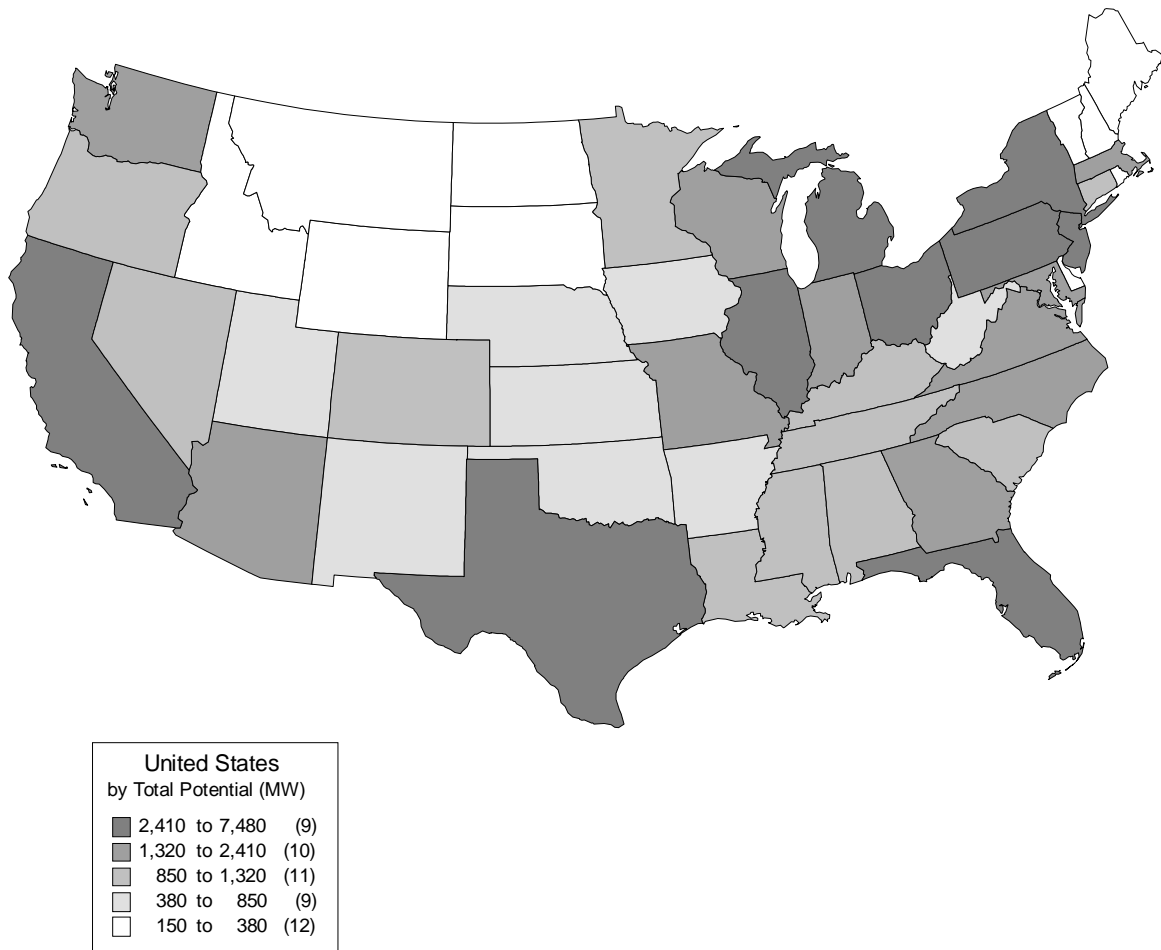 United States
by Total Potential (MW)
2,410 to 7,480 (9)
1,320 to 2,410 (10)
850 to 1,320 (11)
380 to 850 (9)
150 to 380 (12)